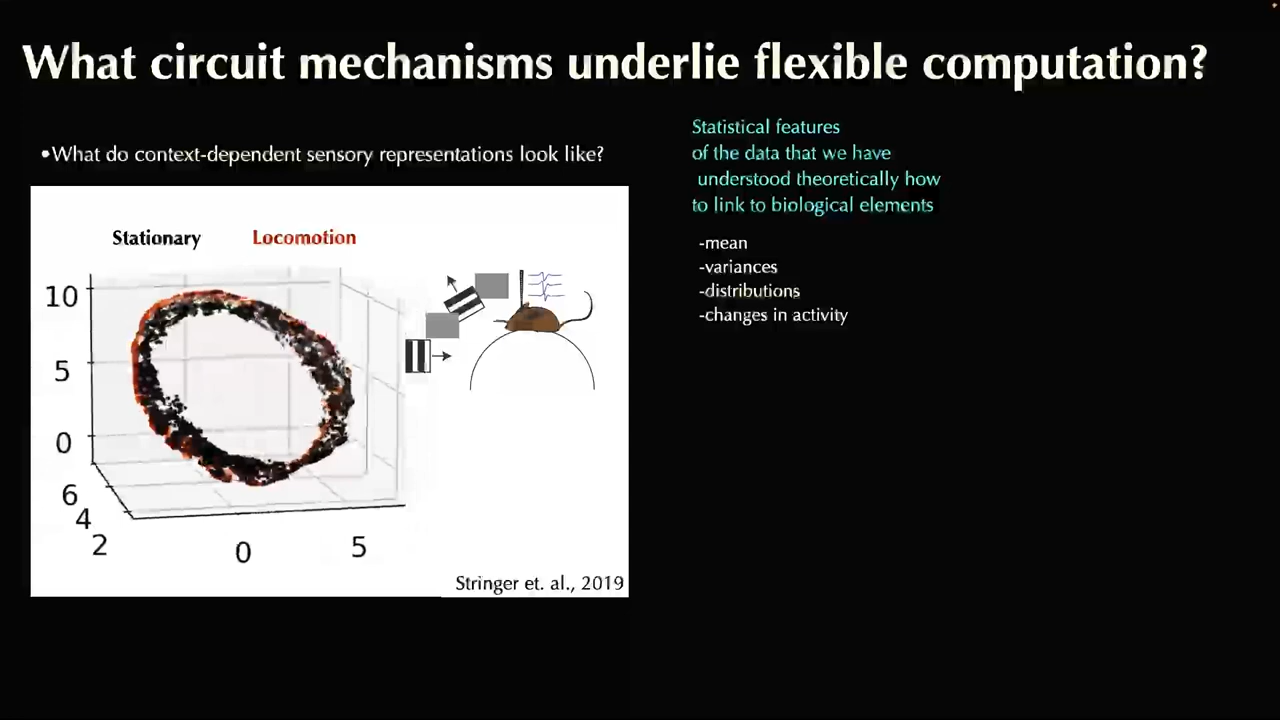 What circuit mechanisms underlie flexible computation?
•What do context-dependent sensory representations look like?
Stationary Locomotion
10
5
0
6
4
2
0
5
Stringer et. al., 2019
Statistical features
of the data that we have
understood theoretically how
to link to biological elements
-mean
-variances
-distributions
-changes in activity